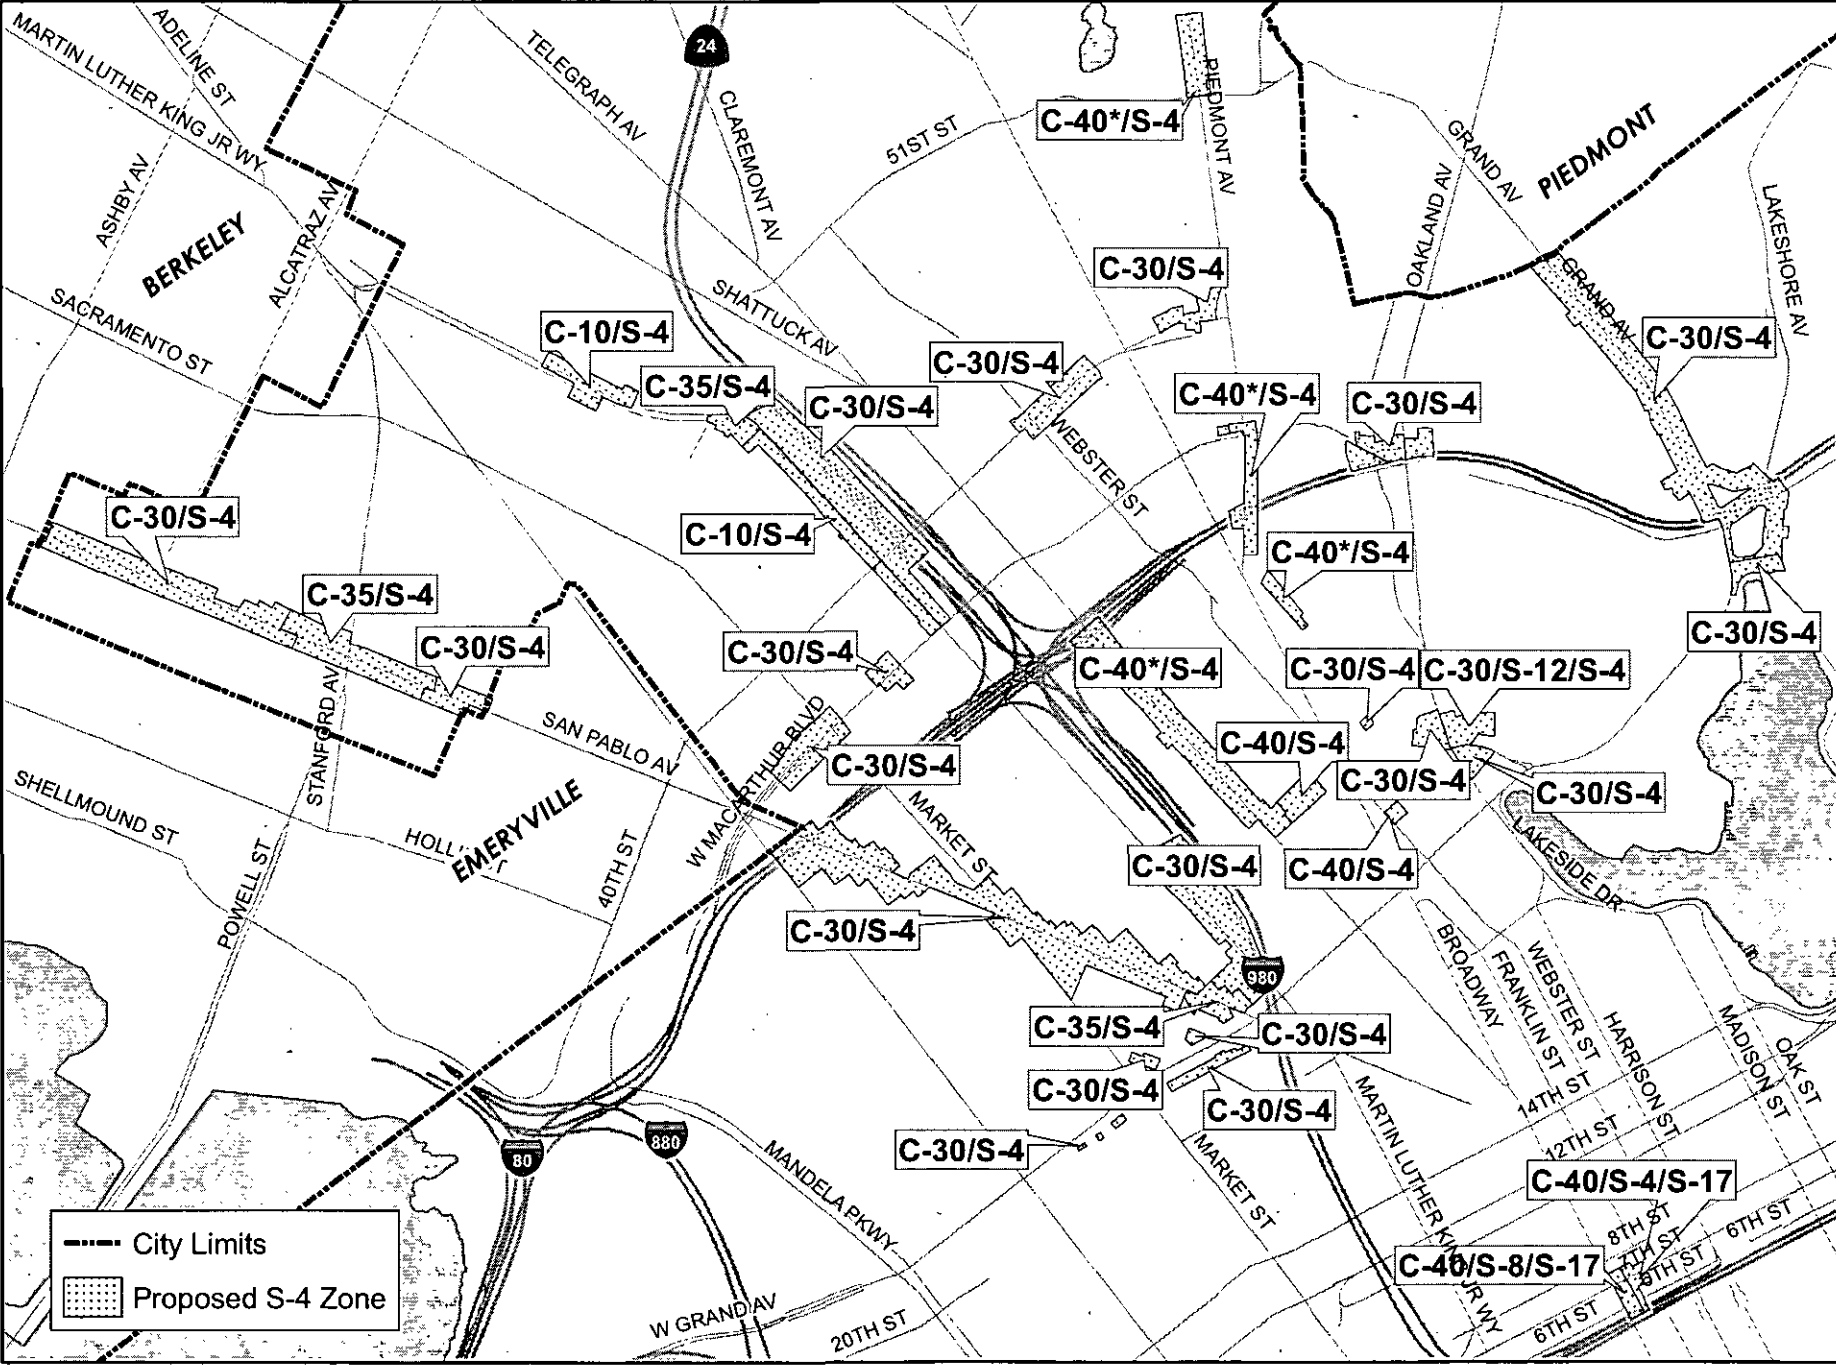 MARTIN LUTHER KING JR WY
ADELINE ST
TELEGRAPH AV
24
CLAREMONT AV
51ST ST
C-40*/S-4
PIEDMONT AV
GRAND AV
PIEDMONT
OAKLAND AV
LAKESHORE AV
ASHBY AV
BERKELEY
ALCATRAZ AV
SACRAMENTO ST
SHATTUCK AV
C-30/S-4
GRAND AV
C-10/S-4
C-35/S-4
C-30/S-4
C-30/S-4
C-40*/S-4
C-30/S-4
C-30/S-4
WEBSTER ST
C-30/S-4
C-10/S-4
C-40*/S-4
C-35/S-4
C-30/S-4
C-30/S-4
C-40*/S-4
C-30/S-4
C-30/S-12/S-4
C-30/S-4
STANFORD AV
SAN PABLO AV
W MACARTHUR BLVD
C-30/S-4
C-40/S-4
C-30/S-4
C-30/S-4
SHELLMOUND ST
EMERYVILLE
40TH ST
POWELL ST
MARKET ST
C-30/S-4
C-40/S-4
LAKESIDE DR
C-30/S-4
BROADWAY
FRANKLIN ST
WEBSTER ST
HARRISON ST
MADISON ST
OAK ST
980
C-35/S-4
C-30/S-4
C-30/S-4
C-30/S-4
C-30/S-4
14TH ST
12TH ST
80
880
MANDELA PKWY
MARKET ST
MARTIN LUTHER KING JR WY
C-40/S-4/S-17
8TH ST
6TH ST
C-40/S-8/S-17
6TH ST
W GRAND AV
20TH ST
City Limits
Proposed S-4 Zone